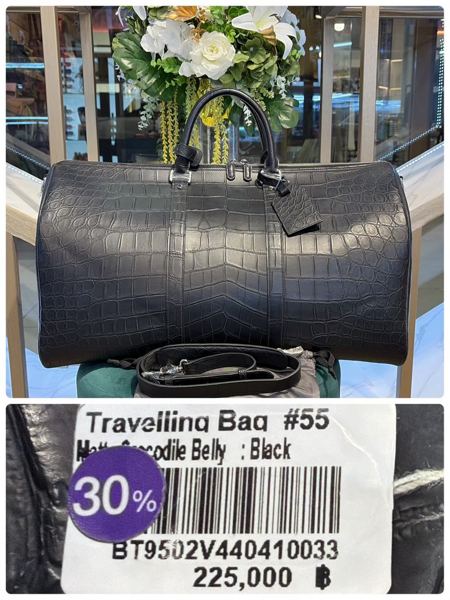 Travelling Bag #55
Crocodile Belly : Black
30%
BT9502V440410033
225,000 ฿